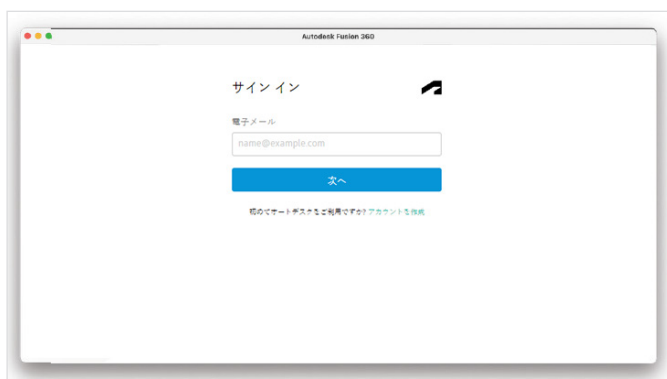 Autodesk Fusion 360
サイン イン
電子メール
name@example.com
次へ
初めてオートデスクをご利用ですか? アカウントを作成